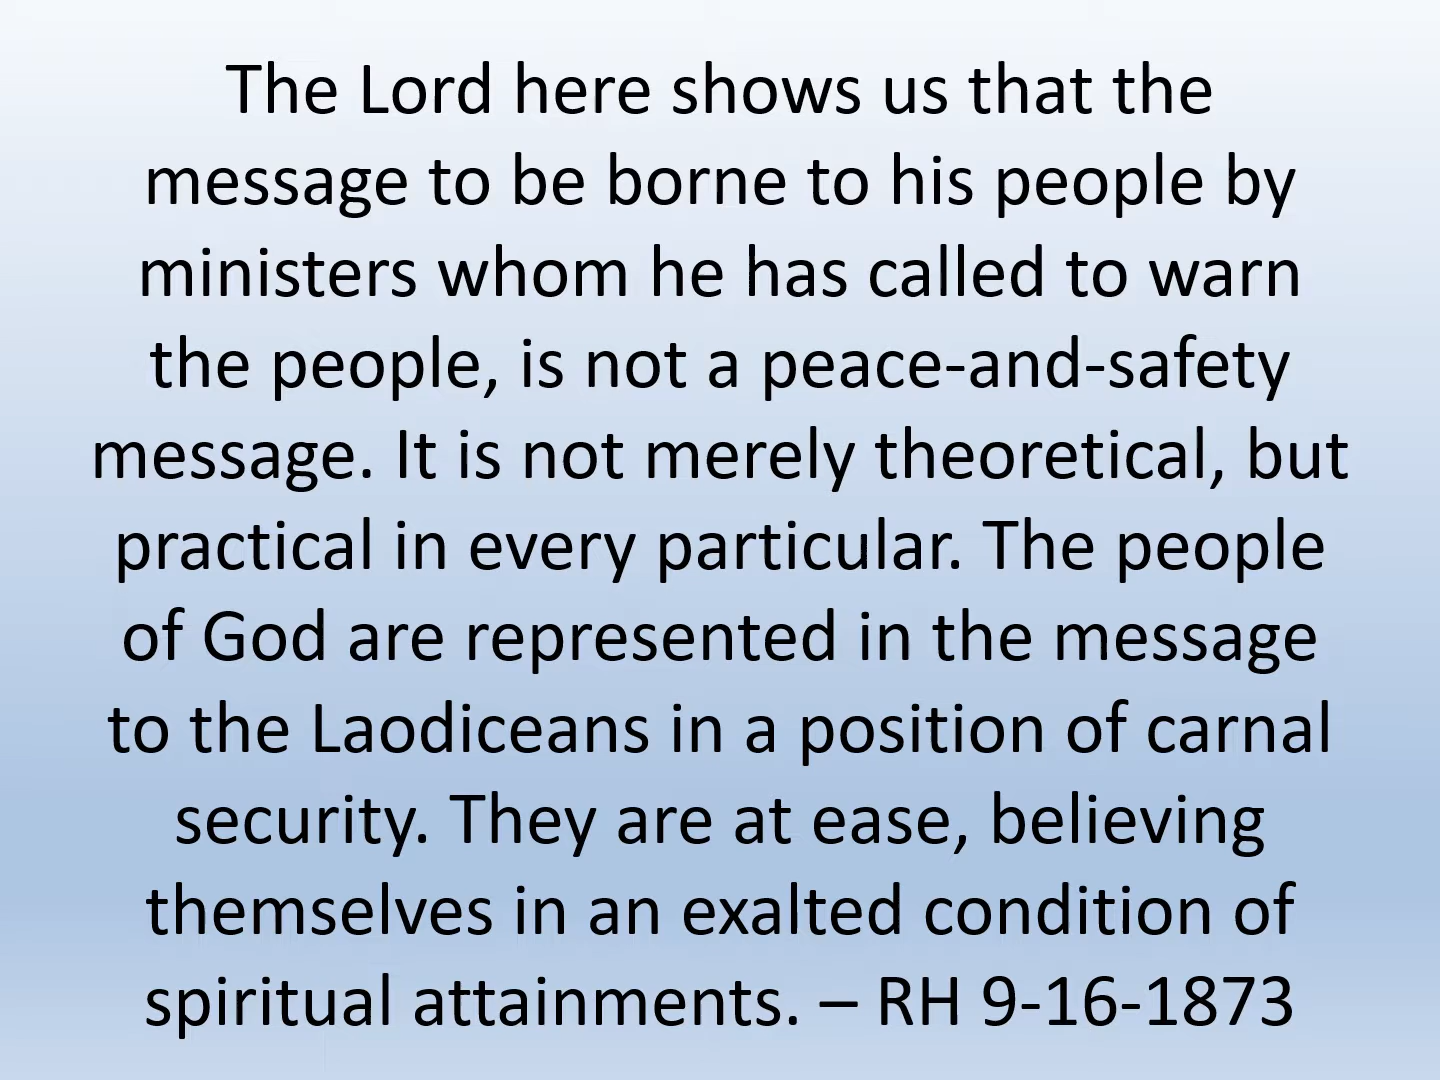 The Lord here shows us that the
message to be borne to his people by
ministers whom he has called to warn
the people, is not a peace-and-safety
message. It is not merely theoretical, but
practical in every particular. The people
of God are represented in the message
to the Laodiceans in a position of carnal
security. They are at ease, believing
themselves in an exalted condition of
spiritual attainments. – RH 9-16-1873